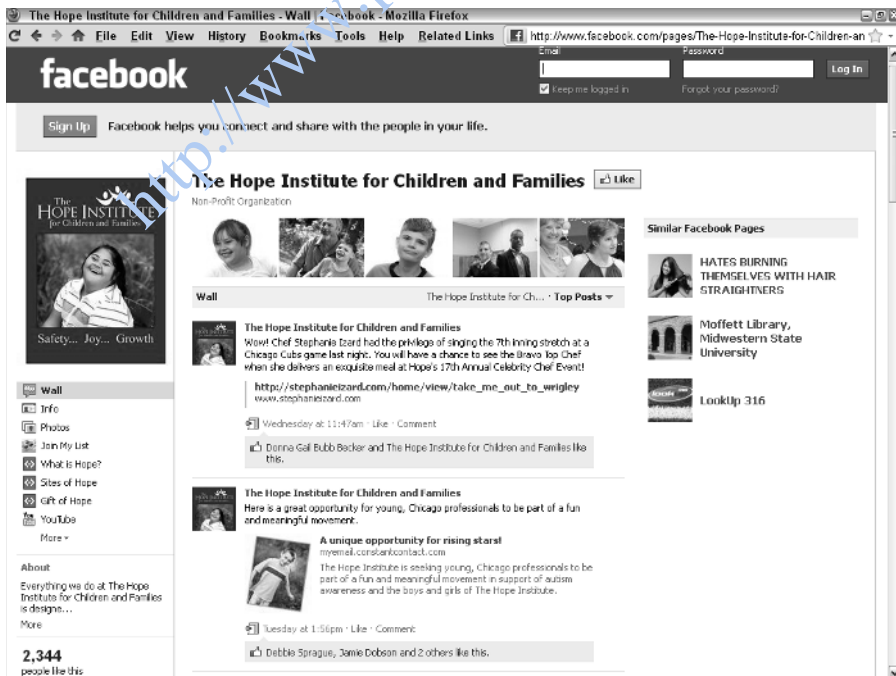 The Hope Institute for Children and Families - Wall | Facebook - Mozilla Firefox
File Edit View History Bookmarks Tools Help Related Links http://www.facebook.com/pages/The-Hope-Institute-for-Children-an
facebook
Email
Password
Log In
Keep me logged in
Forgot your password?
Sign Up Facebook helps you connect and share with the people in your life.
http://www.
The
HOPE INSTITUTE
for Children and Families
Safety... Joy... Growth
The Hope Institute for Children and Families Like
Non-Profit Organization
Wall The Hope Institute for Ch... · Top Posts
The Hope Institute for Children and Families
Wow! Chef Stephanie Izard had the privilege of singing the 7th inning stretch at a
Chicago Cubs game last night. You will have a chance to see the Bravo Top Chef
when she delivers an exquisite meal at Hope's 17th Annual Celebrity Chef Event!
http://stephanieizard.com/home/view/take_me_out_to_wrigley
www.stephanieizard.com
Wednesday at 11:47am · Like · Comment
Donna Gail Bubb Becker and The Hope Institute for Children and Families like
this.
The Hope Institute for Children and Families
Here is a great opportunity for young, Chicago professionals to be part of a fun
and meaningful movement.
A unique opportunity for rising stars!
myemail.constantcontact.com
The Hope Institute is seeking young, Chicago professionals to be
part of a fun and meaningful movement in support of autism
awareness and the boys and girls of The Hope Institute.
Tuesday at 1:56pm · Like · Comment
Debbie Sprague, Jamie Dobson and 2 others like this.
Similar Facebook Pages
HATES BURNING
THEMSELVES WITH HAIR
STRAIGHTNERS
Moffett Library,
Midwestern State
University
LookUp 316
Wall
Info
Photos
Join My List
What is Hope?
Sites of Hope
Gift of Hope
YouTube
More
About
Everything we do at The Hope
Institute for Children and Families
is designe...
More
2,344
people like this